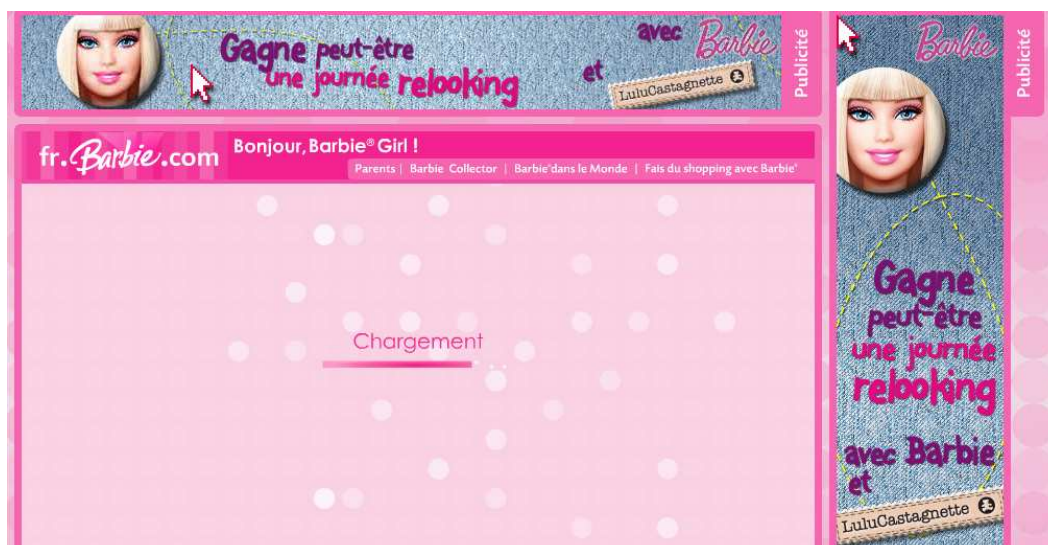 Gagne peut-être
une journée relooking
avec Barbie
et LuluCastagnette
Publicité
fr.Barbie.com
Bonjour, Barbie® Girl !
Parents | Barbie Collector | Barbie® dans le Monde | Fais du shopping avec Barbie®
Chargement
Barbie
Publicité
Gagne
peut-être
une journée
relooking
avec Barbie
et
LuluCastagnette